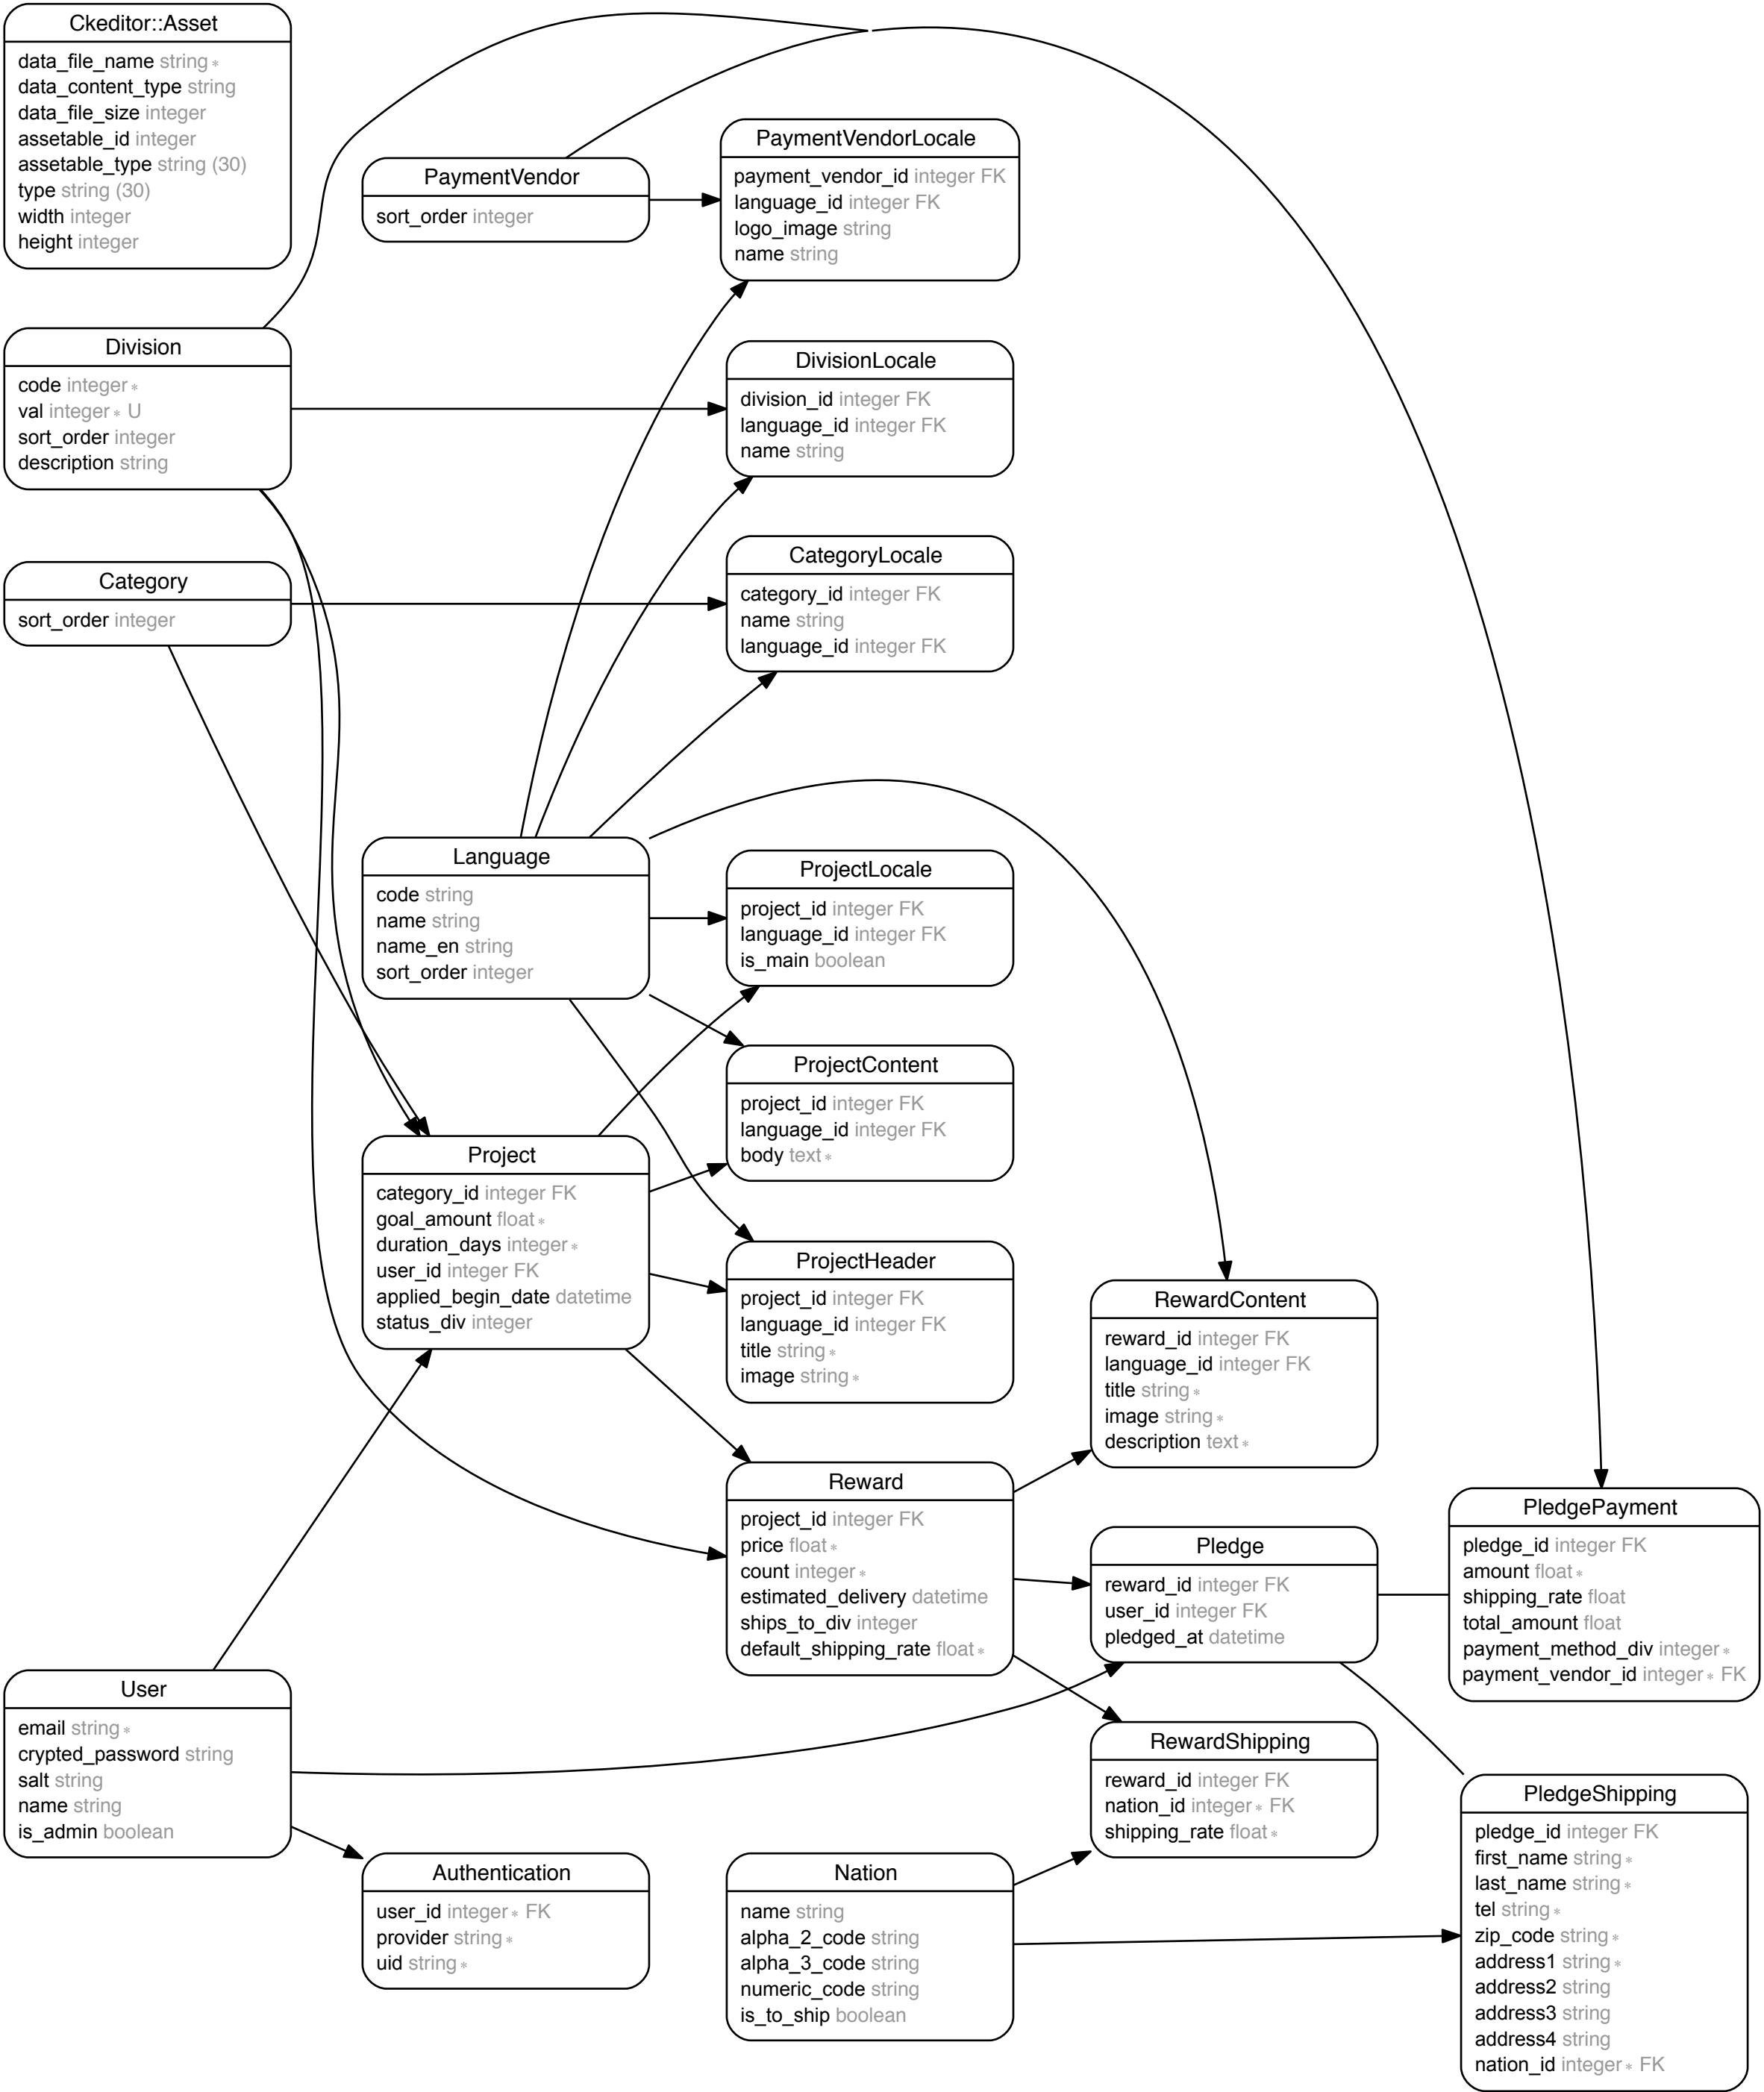 Ckeditor::Asset
data_file_name string *
data_content_type string
data_file_size integer
assetable_id integer
assetable_type string (30)
type string (30)
width integer
height integer
PaymentVendor
sort_order integer
PaymentVendorLocale
payment_vendor_id integer FK
language_id integer FK
logo_image string
name string
Division
code integer *
val integer * U
sort_order integer
description string
DivisionLocale
division_id integer FK
language_id integer FK
name string
Category
sort_order integer
CategoryLocale
category_id integer FK
name string
language_id integer FK
Language
code string
name string
name_en string
sort_order integer
ProjectLocale
project_id integer FK
language_id integer FK
is_main boolean
ProjectContent
project_id integer FK
language_id integer FK
body text *
Project
category_id integer FK
goal_amount float *
duration_days integer *
user_id integer FK
applied_begin_date datetime
status_div integer
ProjectHeader
project_id integer FK
language_id integer FK
title string *
image string *
RewardContent
reward_id integer FK
language_id integer FK
title string *
image string *
description text *
Reward
project_id integer FK
price float *
count integer *
estimated_delivery datetime
ships_to_div integer
default_shipping_rate float *
Pledge
reward_id integer FK
user_id integer FK
pledged_at datetime
PledgePayment
pledge_id integer FK
amount float *
shipping_rate float
total_amount float
payment_method_div integer *
payment_vendor_id integer * FK
User
email string *
crypted_password string
salt string
name string
is_admin boolean
RewardShipping
reward_id integer FK
nation_id integer * FK
shipping_rate float *
PledgeShipping
pledge_id integer FK
first_name string *
last_name string *
tel string *
zip_code string *
address1 string *
address2 string
address3 string
address4 string
nation_id integer * FK
Authentication
user_id integer * FK
provider string *
uid string *
Nation
name string
alpha_2_code string
alpha_3_code string
numeric_code string
is_to_ship boolean